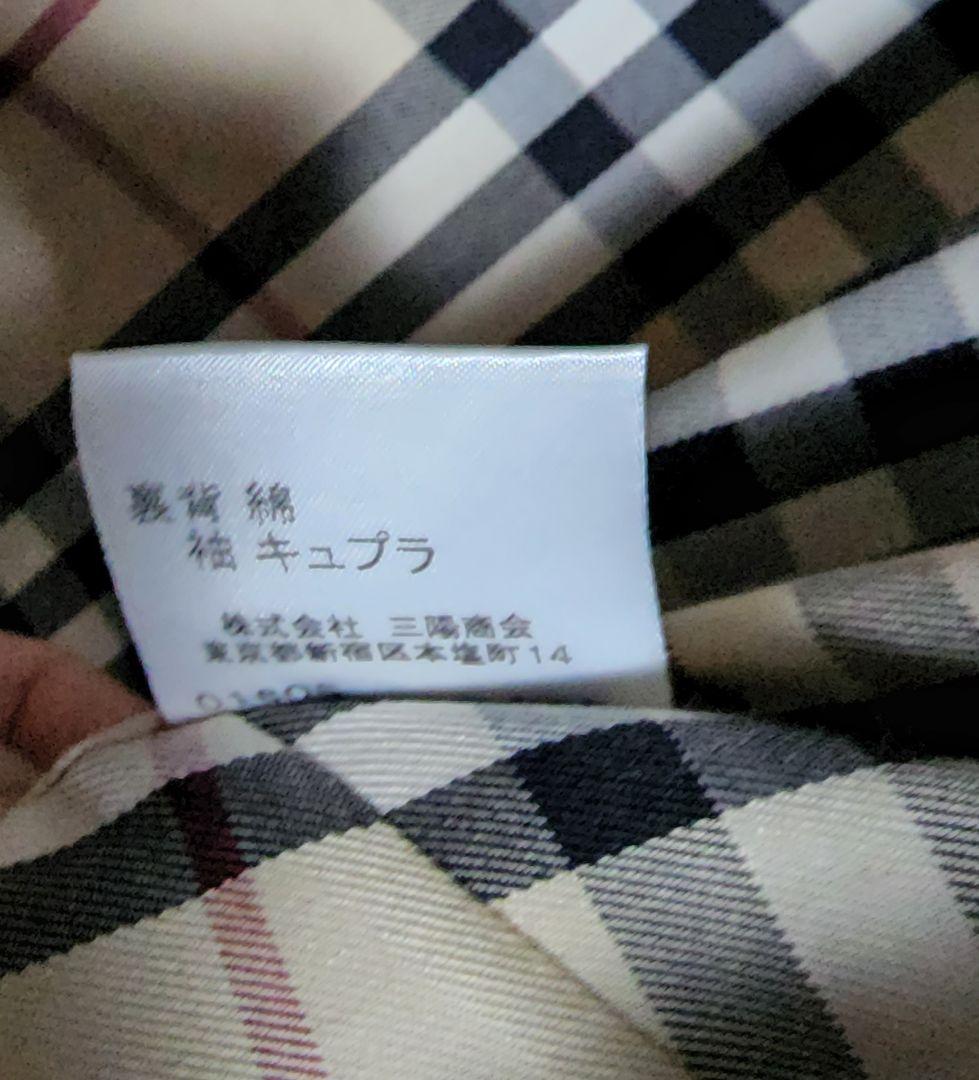 裏背 綿
袖 キュプラ
株式会社 三陽商会
東京都新宿区本塩町14